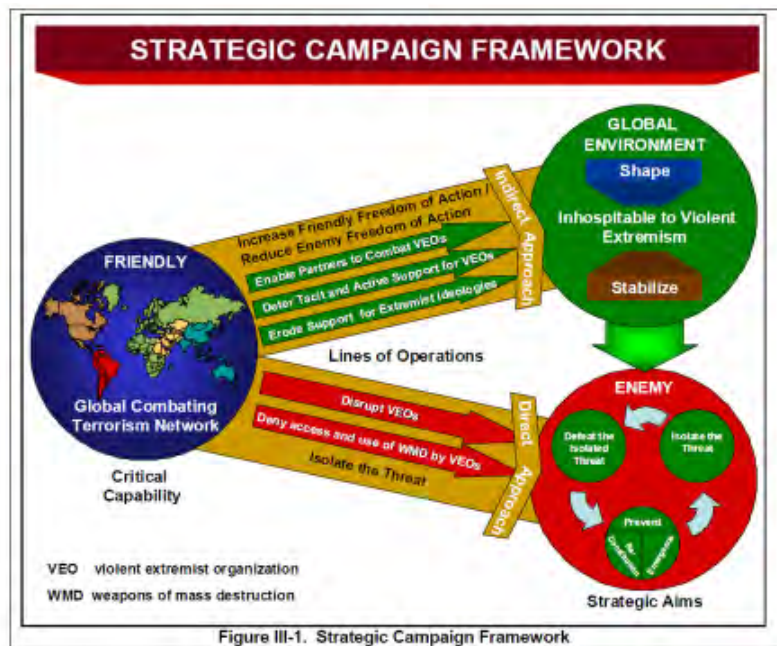 STRATEGIC CAMPAIGN FRAMEWORK
FRIENDLY
Global Combating
Terrorism Network
Critical
Capability
Increase Friendly Freedom of Action /
Reduce Enemy Freedom of Action
Enable Partners to Combat VEOs
Deter Tacit and Active Support for VEOs
Erode Support for Extremist Ideologies
Indirect Approach
Lines of Operations
Disrupt VEOs
Deny access and use of WMD by VEOs
Isolate the Threat
Direct Approach
GLOBAL
ENVIRONMENT
Shape
Inhospitable to Violent
Extremism
Stabilize
ENEMY
Defeat the
Isolated
Threat
Isolate the
Threat
Prevent
Emergence
Strategic Aims
VEO violent extremist organization
WMD weapons of mass destruction
Figure III-1. Strategic Campaign Framework